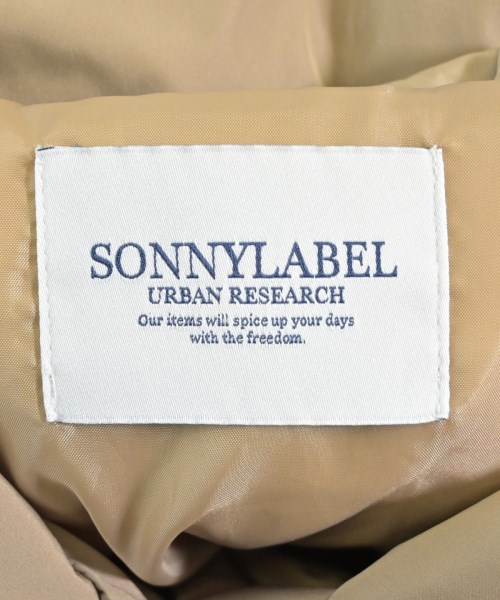 SONNYLABEL
URBAN RESEARCH
Our items will spice up your days
with the freedom.